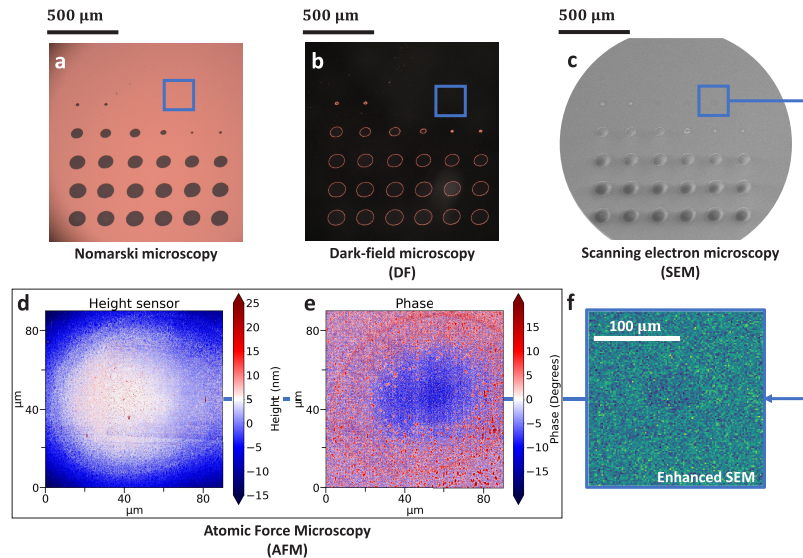 500 μm
500 μm
500 μm
a
b
c
Nomarski microscopy
Dark-field microscopy
(DF)
Scanning electron microscopy
(SEM)
d
Height sensor
80
40
0
0
40
80
μm
μm
25
20
15
10
5
0
−5
−10
−15
Height (nm)
e
Phase
80
40
0
0
40
80
μm
μm
15
10
5
0
−5
−10
−15
Phase (Degrees)
f
100 μm
Enhanced SEM
Atomic Force Microscopy
(AFM)